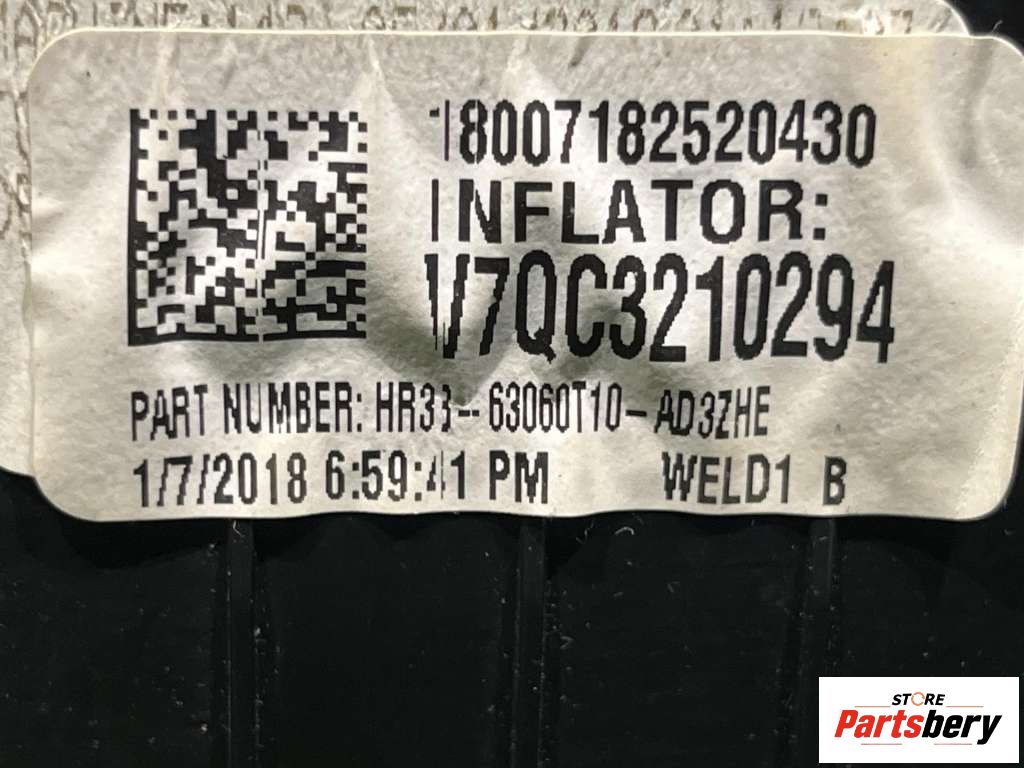 18007182520430
INFLATOR:
V7QC3210294
PART NUMBER: HR33--63060T10-AD3ZHE
1/7/2018 6:59:41 PM WELD1 B
STORE
Partsbery